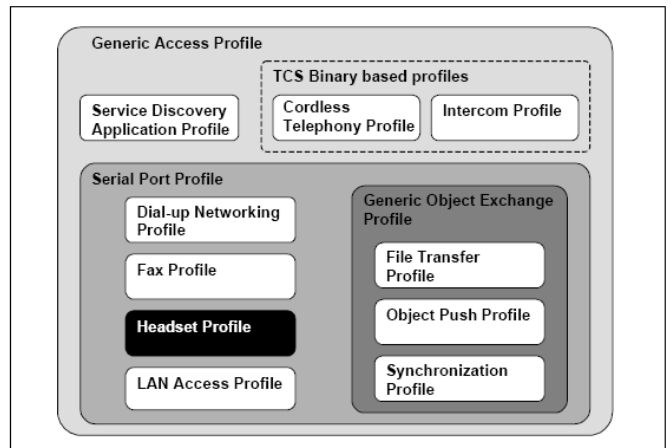 Generic Access Profile
TCS Binary based profiles
Service Discovery
Application Profile
Cordless
Telephony Profile
Intercom Profile
Serial Port Profile
Dial-up Networking
Profile
Fax Profile
Headset Profile
LAN Access Profile
Generic Object Exchange
Profile
File Transfer
Profile
Object Push Profile
Synchronization
Profile